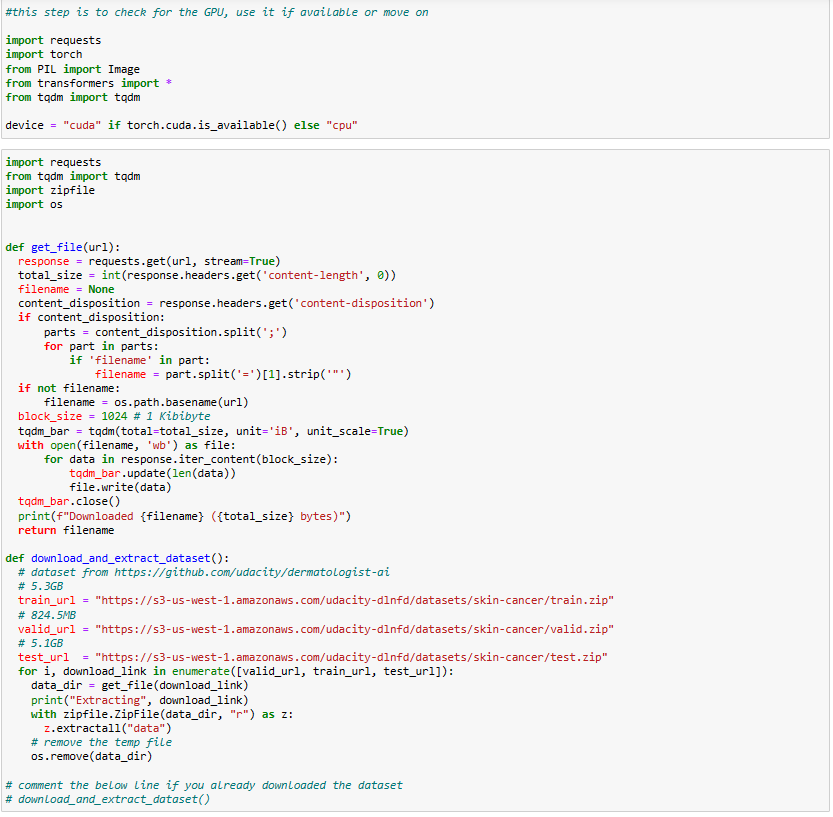 #this step is to check for the GPU, use it if available or move on
import requests
import torch
from PIL import Image
from transformers import *
from tqdm import tqdm
device = "cuda" if torch.cuda.is_available() else "cpu"
import requests
from tqdm import tqdm
import zipfile
import os
def get_file(url):
  response = requests.get(url, stream=True)
  total_size = int(response.headers.get('content-length', 0))
  filename = None
  content_disposition = response.headers.get('content-disposition')
  if content_disposition:
      parts = content_disposition.split(';')
      for part in parts:
          if 'filename' in part:
              filename = part.split('=')[1].strip('"')
  if not filename:
      filename = os.path.basename(url)
  block_size = 1024 # 1 Kibibyte
  tqdm_bar = tqdm(total=total_size, unit='iB', unit_scale=True)
  with open(filename, 'wb') as file:
      for data in response.iter_content(block_size):
          tqdm_bar.update(len(data))
          file.write(data)
  tqdm_bar.close()
  print(f"Downloaded {filename} ({total_size} bytes)")
  return filename
def download_and_extract_dataset():
  # dataset from https://github.com/udacity/dermatologist-ai
  # 5.3GB
  train_url = "https://s3-us-west-1.amazonaws.com/udacity-dlnfd/datasets/skin-cancer/train.zip"
  # 824.5MB
  valid_url = "https://s3-us-west-1.amazonaws.com/udacity-dlnfd/datasets/skin-cancer/valid.zip"
  # 5.1GB
  test_url  = "https://s3-us-west-1.amazonaws.com/udacity-dlnfd/datasets/skin-cancer/test.zip"
  for i, download_link in enumerate([valid_url, train_url, test_url]):
    data_dir = get_file(download_link)
    print("Extracting", download_link)
    with zipfile.ZipFile(data_dir, "r") as z:
      z.extractall("data")
    # remove the temp file
    os.remove(data_dir)
# comment the below line if you already downloaded the dataset
# download_and_extract_dataset()